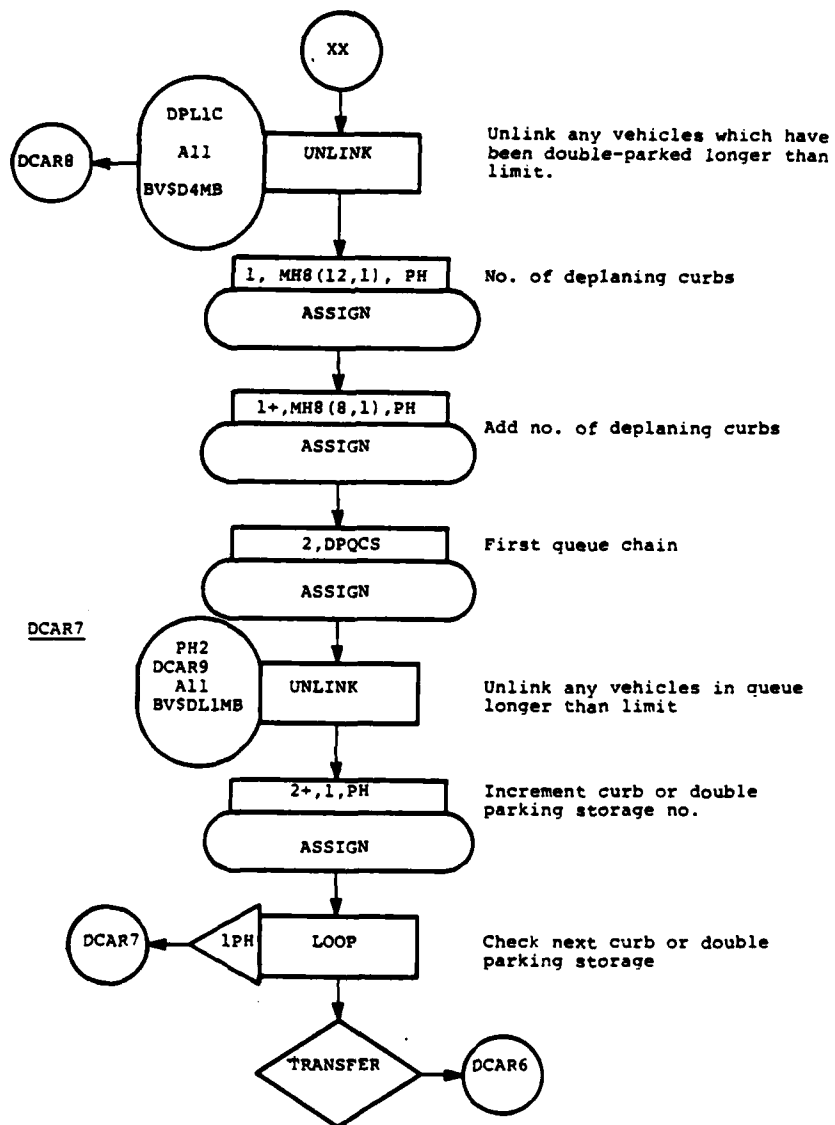 XX
DPL1C
All
BV$D4MB
DCAR8
UNLINK
Unlink any vehicles which have
been double-parked longer than
limit.
1, MH8(12,1), PH
ASSIGN
No. of deplaning curbs
1+,MH8(8,1),PH
ASSIGN
Add no. of deplaning curbs
2,DPQCS
ASSIGN
First queue chain
DCAR7
PH2
DCAR9
All
BV$DL1MB
UNLINK
Unlink any vehicles in queue
longer than limit
2+,1,PH
ASSIGN
Increment curb or double
parking storage no.
DCAR7
1PH
LOOP
Check next curb or double
parking storage
TRANSFER
DCAR6